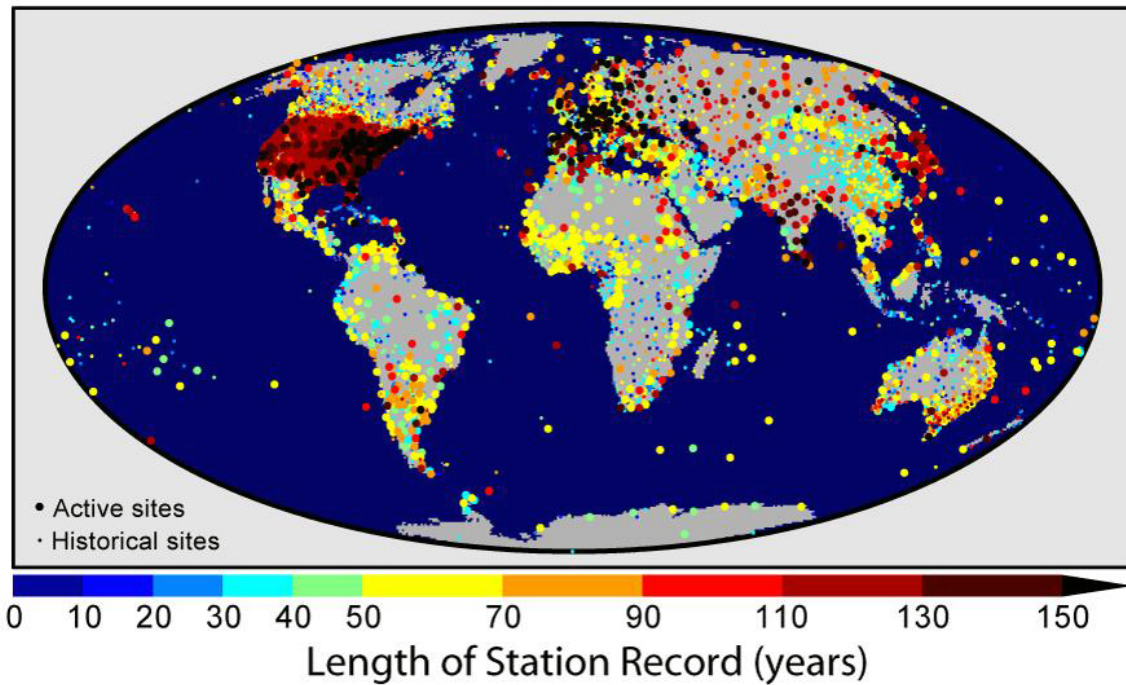 • Active sites
· Historical sites
0 10 20 30 40 50 70 90 110 130 150
Length of Station Record (years)